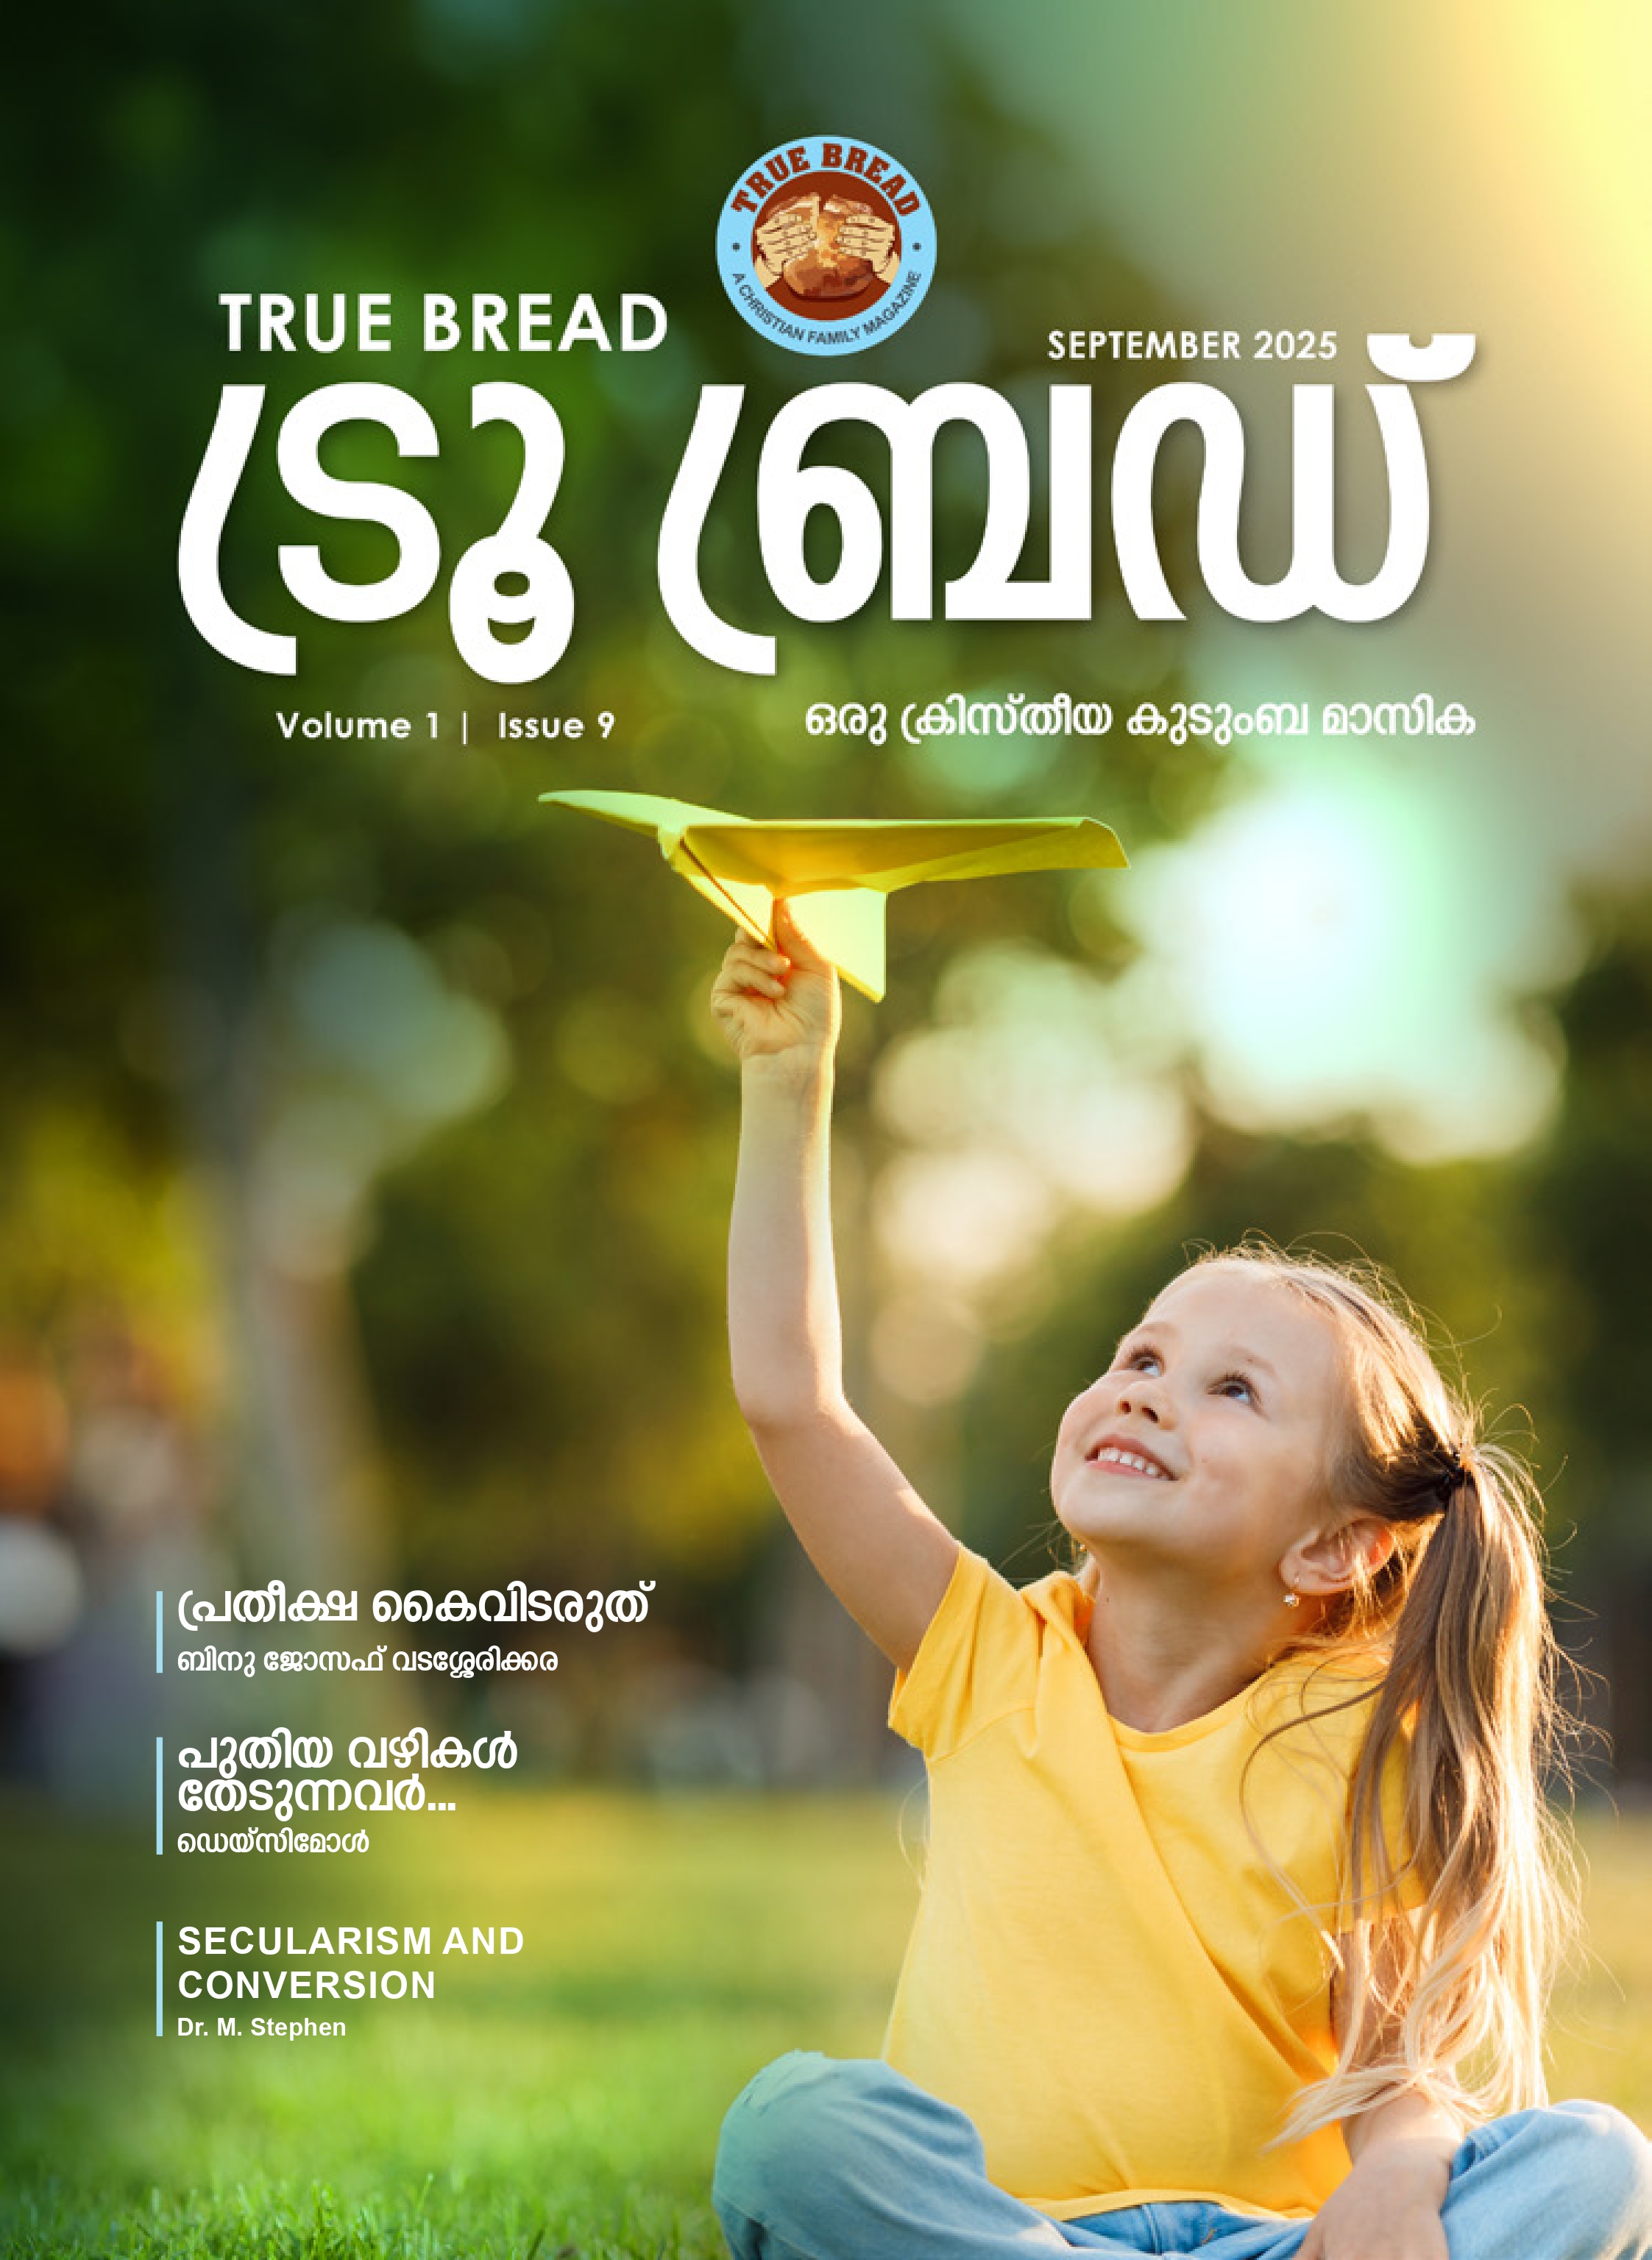 TRUE BREAD
A CHRISTIAN FAMILY MAGAZINE
TRUE BREAD
SEPTEMBER 2025
ട്രൂ ബ്രഡ്
Volume 1 | Issue 9
ഒരു ക്രിസ്തീയ കുടുംബ മാസിക
പ്രതീക്ഷ കൈവിടരുത്
ബിനു ജോസഫ് വടശ്ശേരിക്കര
പുതിയ വഴികൾ
തേടുന്നവർ...
ഡെയ്സിമോൾ
SECULARISM AND
CONVERSION
Dr. M. Stephen